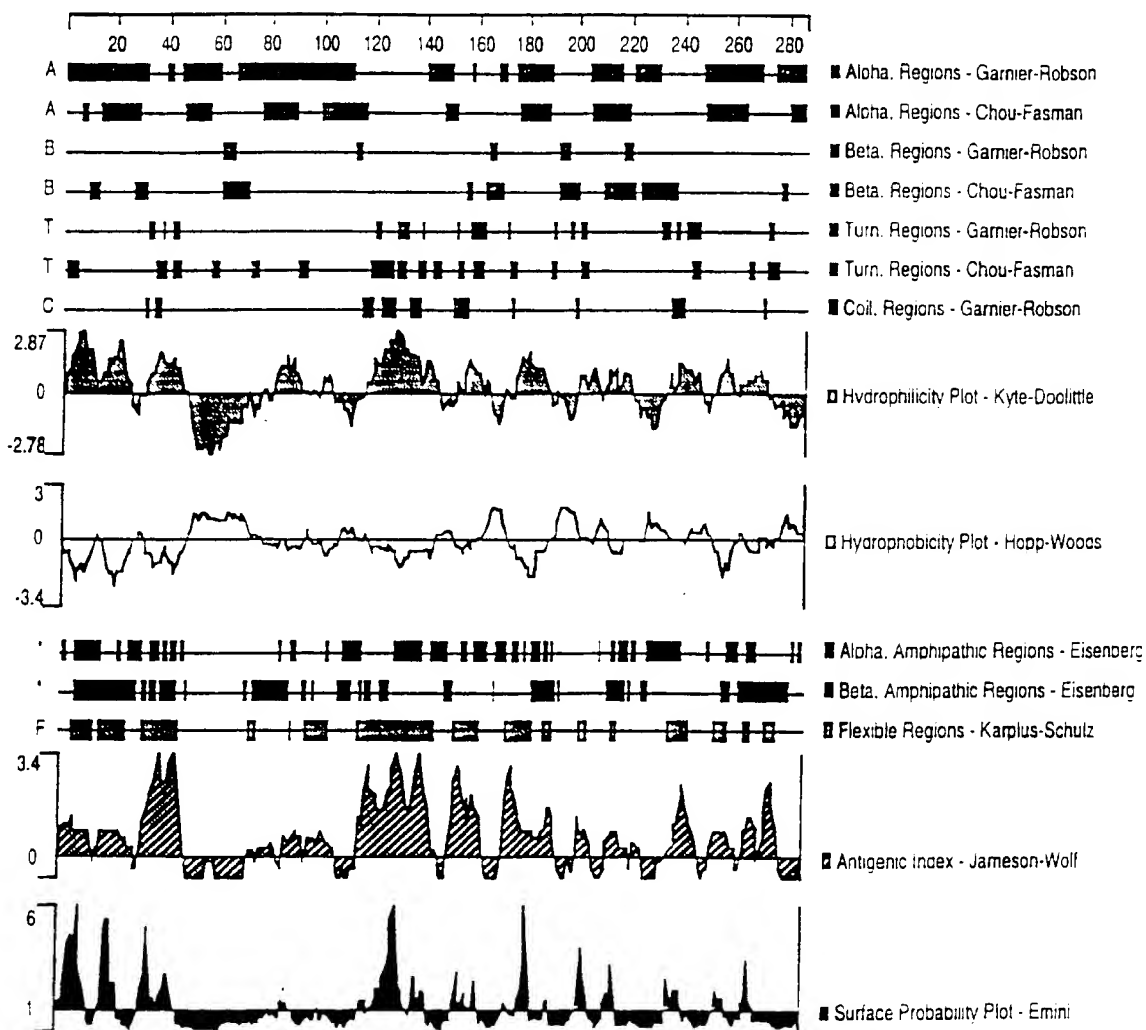 20 40 60 80 100 120 140 160 180 200 220 240 260 280
A Alpha, Regions - Garnier-Robson
A Alpha, Regions - Chou-Fasman
B Beta, Regions - Garnier-Robson
B Beta, Regions - Chou-Fasman
T Turn, Regions - Garnier-Robson
T Turn, Regions - Chou-Fasman
C Coil, Regions - Garnier-Robson
2.87
0 Hydrophilicity Plot - Kyte-Doolittle
-2.78
3
0 Hydrophobicity Plot - Hopp-Woods
-3.4
* Alpha, Amphipathic Regions - Eisenberg
* Beta, Amphipathic Regions - Eisenberg
F Flexible Regions - Karplus-Schulz
3.4
0 Antigenic Index - Jameson-Wolf
6
1 Surface Probability Plot - Emini